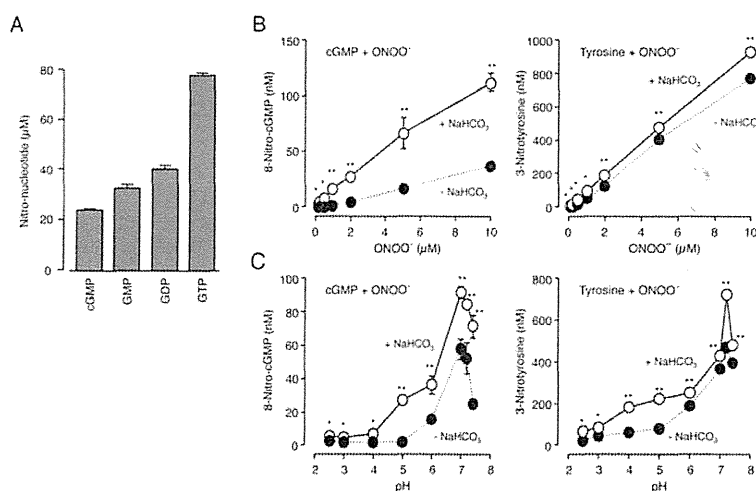 A
Nitro-nucleotide (µM)
80
60
40
20
0
cGMP
GMP
GDP
GTP
B
cGMP + ONOO⁻
8-Nitro-cGMP (nM)
150
100
50
0
** ** ** **
+ NaHCO₃
- NaHCO₃
0 2 4 6 8 10
ONOO⁻ (µM)
Tyrosine + ONOO⁻
3-Nitrotyrosine (nM)
1000
800
600
400
200
0
** ** **
+ NaHCO₃
- NaHCO₃
0 2 4 6 8 10
ONOO⁻ (µM)
C
cGMP + ONOO⁻
8-Nitro-cGMP (nM)
100
80
60
40
20
0
* * * ** ** ** ** **
+ NaHCO₃
- NaHCO₃
2 3 4 5 6 7 8
pH
Tyrosine + ONOO⁻
3-Nitrotyrosine (nM)
800
600
400
200
0
* * ** ** ** ** ** **
+ NaHCO₃
- NaHCO₃
2 3 4 5 6 7 8
pH